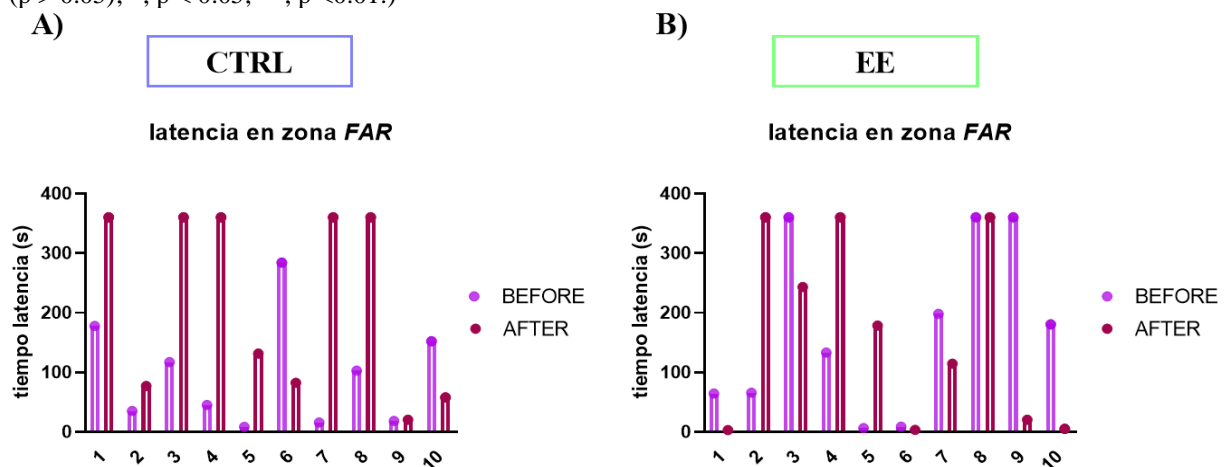 A)
CTRL
latencia en zona FAR
tiempo latencia (s)
400
300
200
100
0
1 2 3 4 5 6 7 8 9 10
BEFORE
AFTER
B)
EE
latencia en zona FAR
tiempo latencia (s)
400
300
200
100
0
1 2 3 4 5 6 7 8 9 10
BEFORE
AFTER